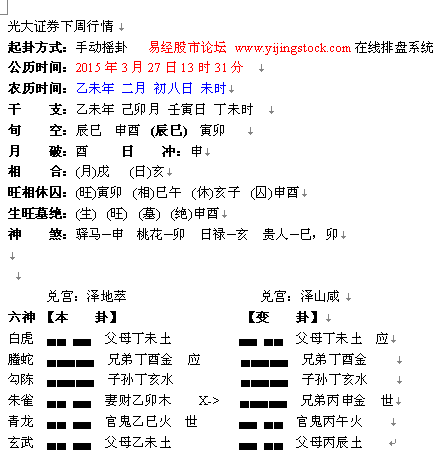 光大证券下周行情
起卦方式：手动摇卦 易经股市论坛 www.yijingstock.com 在线排盘系统
公历时间：2015年3月27日13时31分
农历时间：乙未年 二月 初八日 未时
干 支：乙未年 己卯月 壬寅日 丁未时
旬 空：辰巳 申酉 (辰巳) 寅卯
月 破：酉 日 冲：申
相 合：(月)戌 (日)亥
旺相休囚：(旺)寅卯 (相)巳午 (休)亥子 (囚)申酉
生旺墓绝：(生) (旺) (墓) (绝)申酉
神 煞：驿马—申 桃花—卯 日禄—亥 贵人—巳，卯
兑宫：泽地萃 兑宫：泽山咸
六神 【本 卦】 【变 卦】
白虎 父母丁未土 父母丁未土 应
螣蛇 兄弟丁酉金 应 兄弟丁酉金
勾陈 子孙丁亥水 子孙丁亥水
朱雀 妻财乙卯木 X-> 兄弟丙申金 世
青龙 官鬼乙巳火 世 官鬼丙午火
玄武 父母乙未土 父母丙辰土